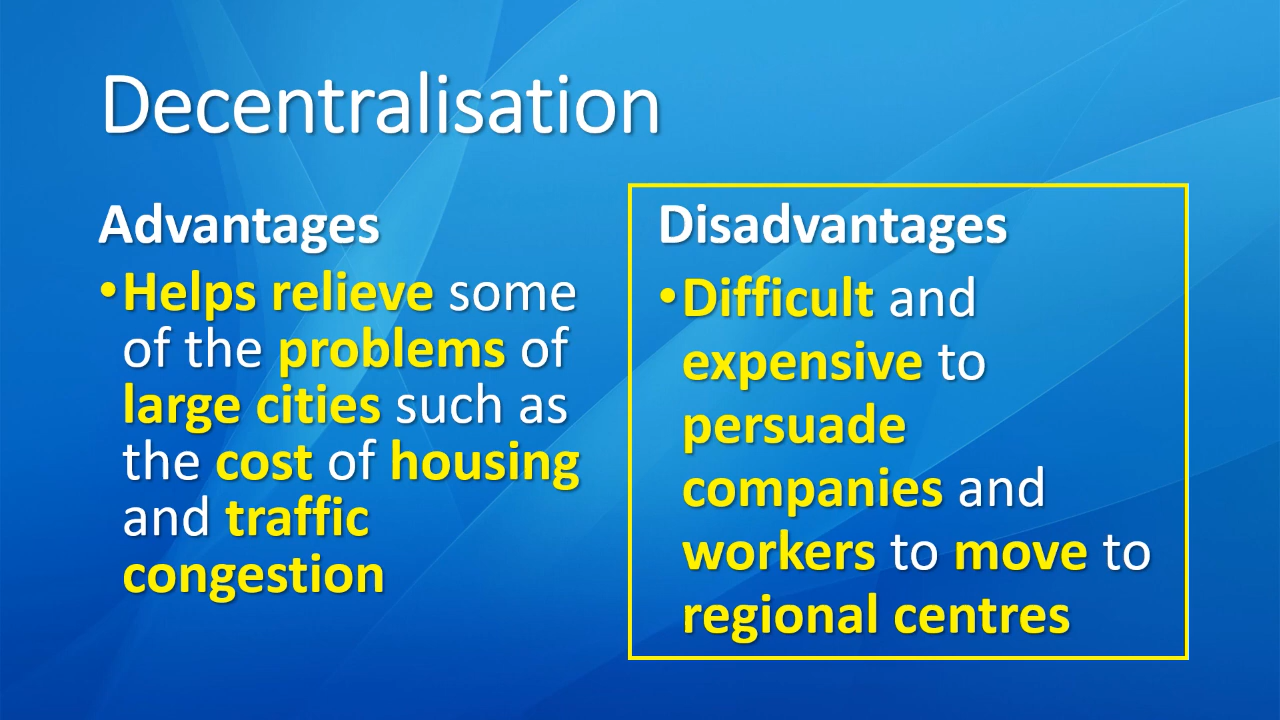 Decentralisation
Advantages
•Helps relieve some
of the problems of
large cities such as
the cost of housing
and traffic
congestion
Disadvantages
•Difficult and
expensive to
persuade
companies and
workers to move to
regional centres